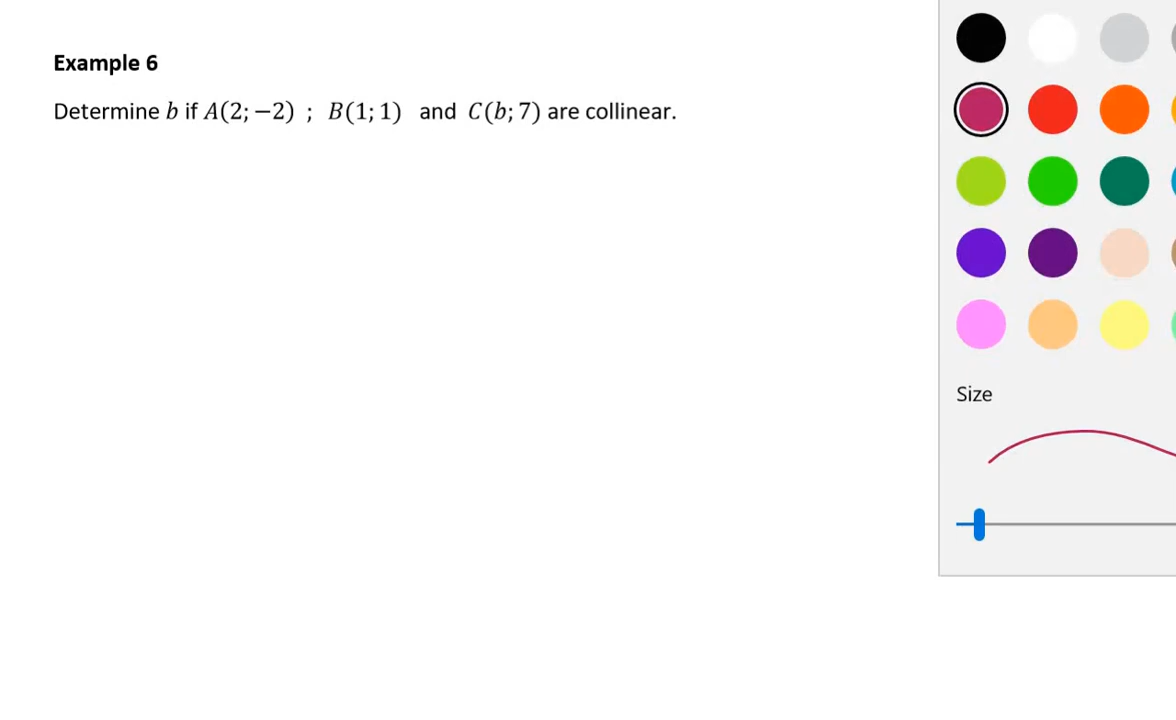 Example 6
Determine b if A(2; −2) ; B(1; 1) and C(b; 7) are collinear.
Size